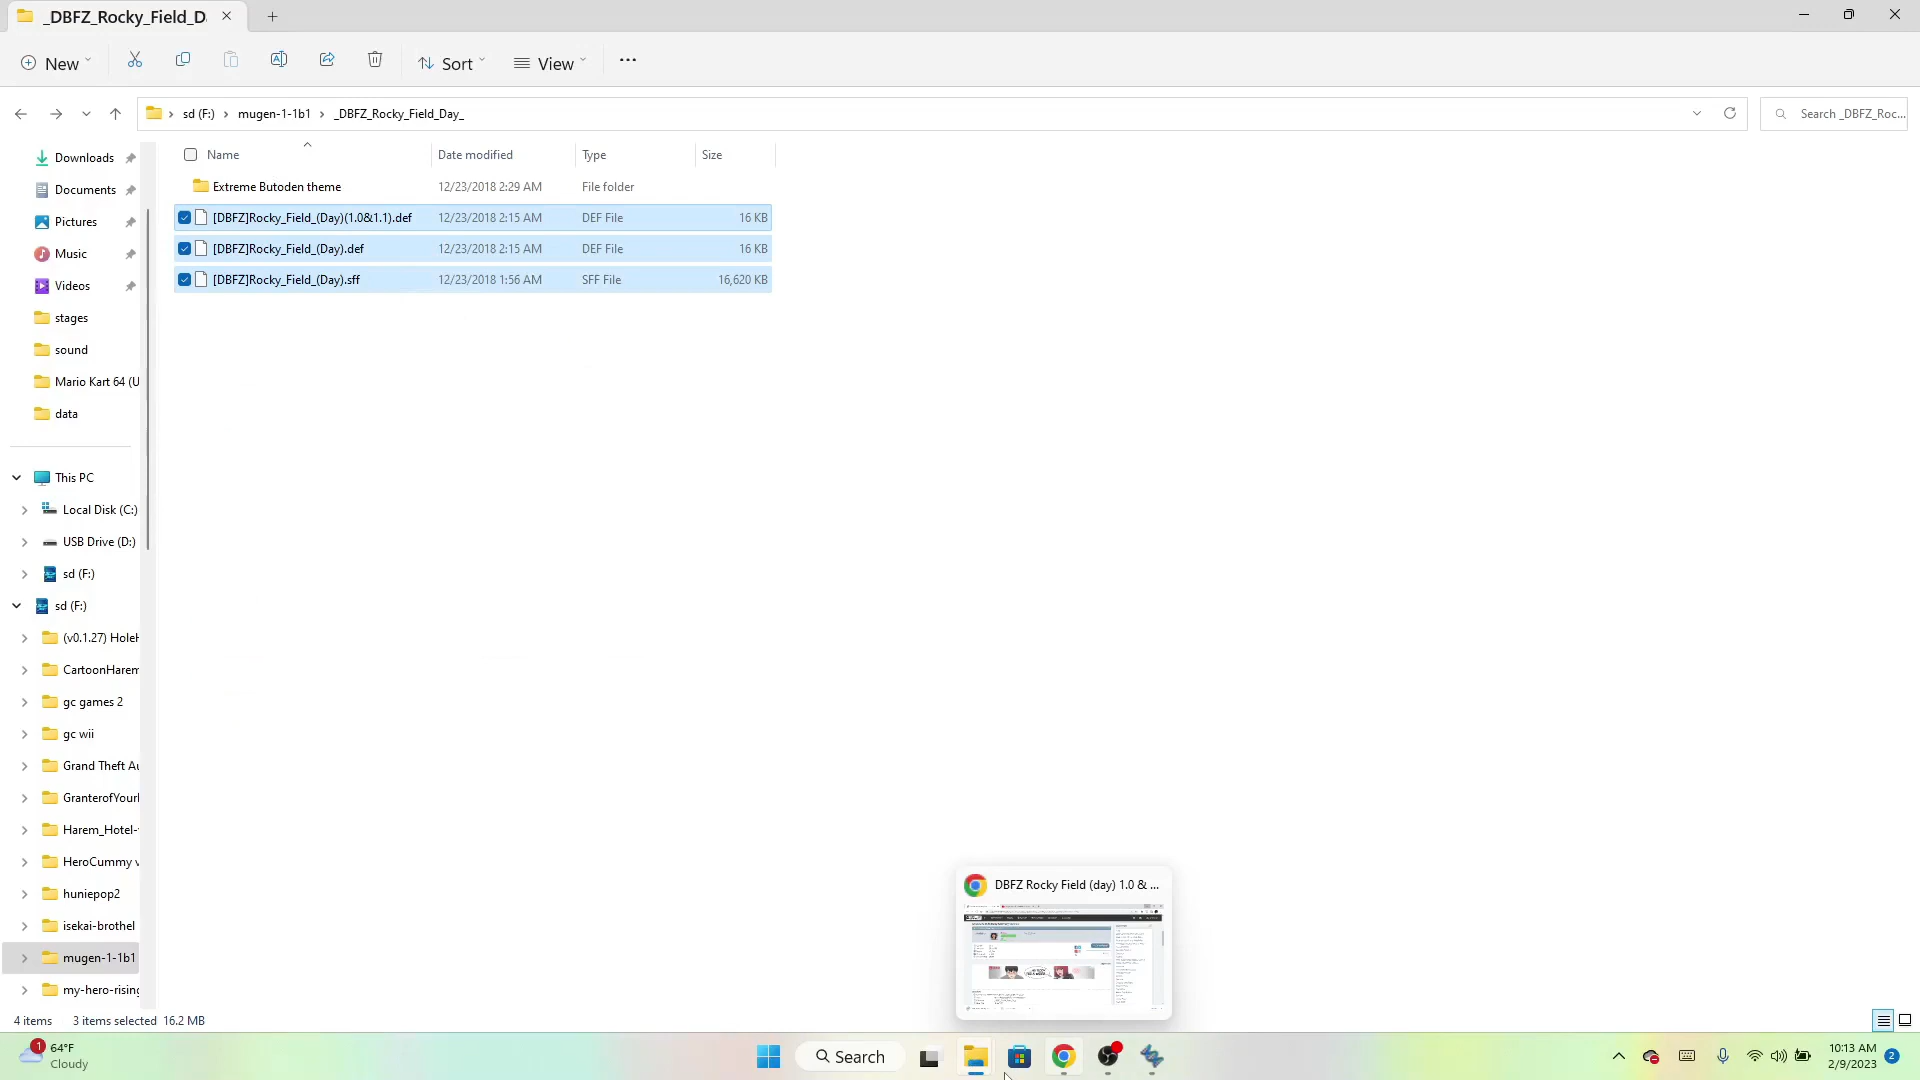 _DBFZ_Rocky_Field_D
New
Sort
View
sd (F:)
mugen-1-1b1
_DBFZ_Rocky_Field_Day_
Search _DBFZ_Roc...
Name
Date modified
Type
Size
Extreme Butoden theme
12/23/2018 2:29 AM
File folder
[DBFZ]Rocky_Field_(Day)(1.0&1.1).def
12/23/2018 2:15 AM
DEF File
16 KB
[DBFZ]Rocky_Field_(Day).def
12/23/2018 2:15 AM
DEF File
16 KB
[DBFZ]Rocky_Field_(Day).sff
12/23/2018 1:56 AM
SFF File
16,620 KB
Downloads
Documents
Pictures
Music
Videos
stages
sound
Mario Kart 64 (U
data
This PC
Local Disk (C:)
USB Drive (D:)
sd (F:)
sd (F:)
(v0.1.27) HoleH
CartoonHarem
gc games 2
gc wii
Grand Theft Au
GranterofYourl
Harem_Hotel-
HeroCummy v
huniepop2
isekai-brothel
mugen-1-1b1
my-hero-rising
4 items
3 items selected 16.2 MB
DBFZ Rocky Field (day) 1.0 & ...
1
64°F
Cloudy
Search
10:13 AM
2/9/2023
2